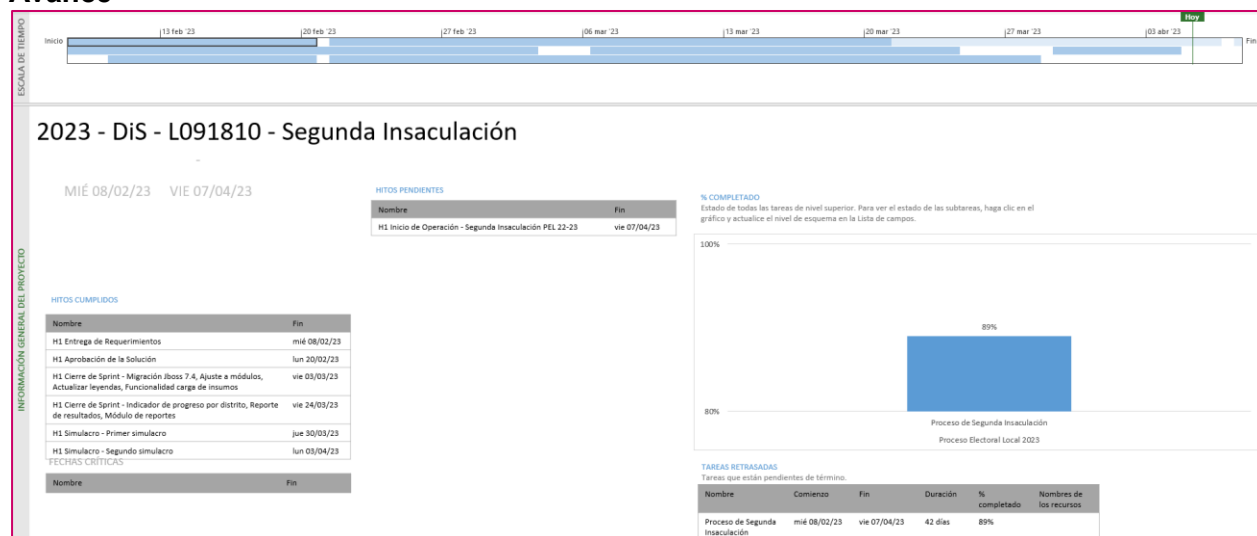 Avance
ESCALA DE TIEMPO
Hoy
13 feb '23 20 feb '23 27 feb '23 06 mar '23 13 mar '23 20 mar '23 27 mar '23 03 abr '23
Inicio
Fin
INFORMACIÓN GENERAL DEL PROYECTO
2023 - DiS - L091810 - Segunda Insaculación
MIÉ 08/02/23 VIE 07/04/23
HITOS PENDIENTES
Nombre Fin
H1 Inicio de Operación - Segunda Insaculación PEL 22-23 vie 07/04/23
HITOS CUMPLIDOS
Nombre Fin
H1 Entrega de Requerimientos mié 08/02/23
H1 Aprobación de la Solución lun 20/02/23
H1 Cierre de Sprint - Migración Jboss 7.4, Ajuste a módulos, vie 03/03/23
Actualizar leyendas, Funcionalidad carga de insumos
H1 Cierre de Sprint - Indicador de progreso por distrito, Reporte vie 24/03/23
de resultados, Módulo de reportes
H1 Simulacro - Primer simulacro jue 30/03/23
H1 Simulacro - Segundo simulacro lun 03/04/23
FECHAS CRÍTICAS
Nombre Fin
% COMPLETADO
Estado de todas las tareas de nivel superior. Para ver el estado de las subtareas, haga clic en el
gráfico y actualice el nivel de esquema en la Lista de campos.
100%
89%
80%
Proceso de Segunda Insaculación
Proceso Electoral Local 2023
TAREAS RETRASADAS
Tareas que están pendientes de término.
Nombre Comienzo Fin Duración % Nombres de
completado los recursos
Proceso de Segunda mié 08/02/23 vie 07/04/23 42 días 89%
Insaculación